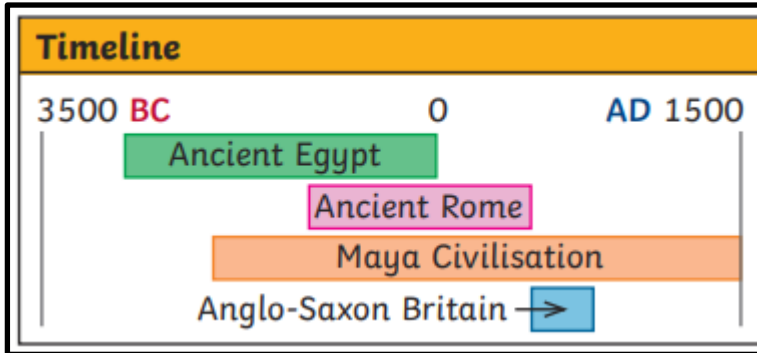 Timeline
3500 BC 0 AD 1500
Ancient Egypt
Ancient Rome
Maya Civilisation
Anglo-Saxon Britain